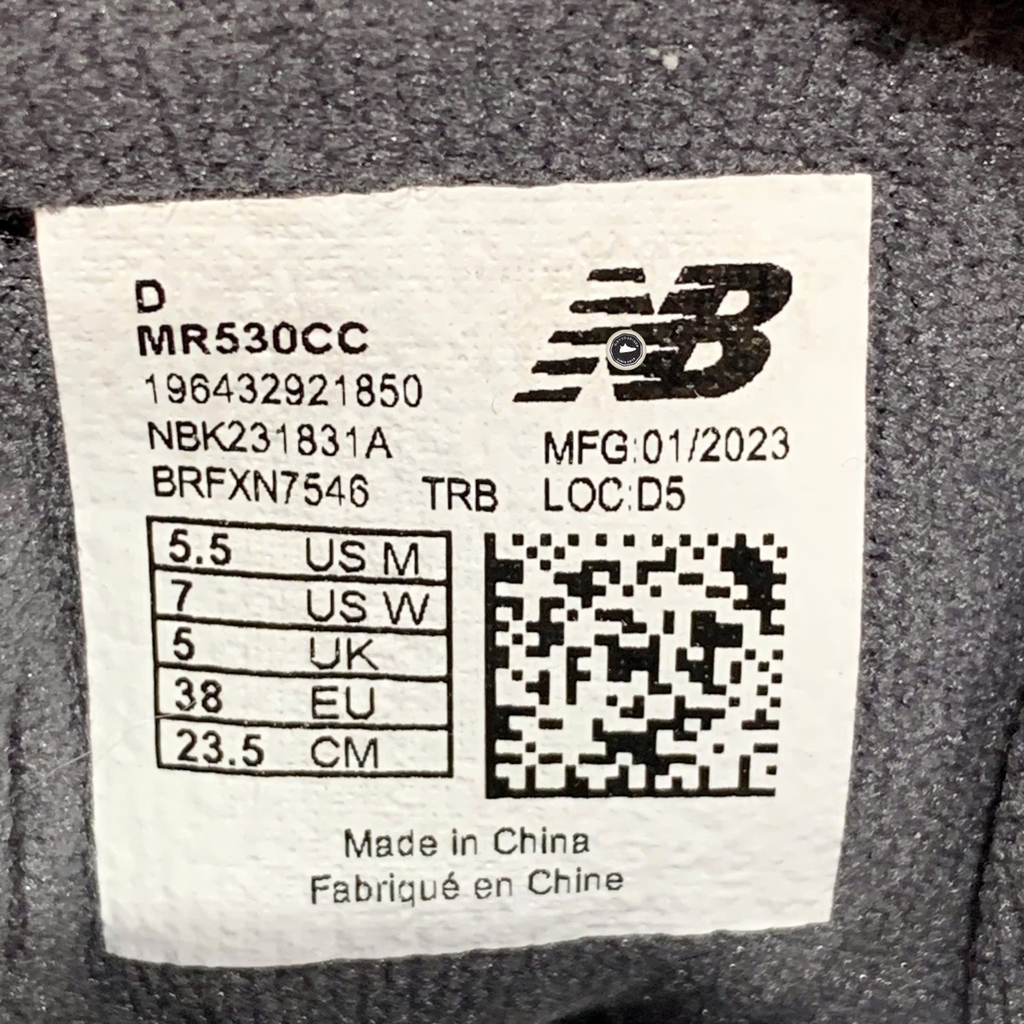 D
MR530CC
196432921850
NBK231831A
MFG:01/2023
BRFXN7546 TRB LOC:D5
5.5 US M
7 US W
5 UK
38 EU
23.5 CM
Made in China
Fabriqué en Chine
NB